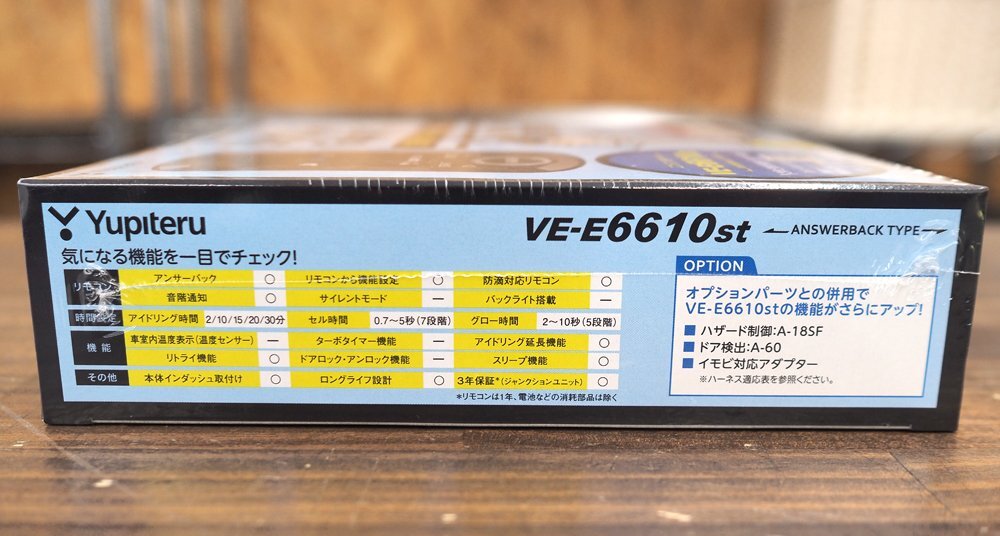 Yupiteru
VE-E6610st
ANSWERBACK TYPE
気になる機能を一目でチェック!
アンサーバック ○ リモコンから機能設定 ○ 防滴対応リモコン ○
音階通知 ○ サイレントモード － バックライト搭載 －
時間設定 アイドリング時間 2/10/15/20/30分 セル時間 0.7～5秒(7段階) グロー時間 2～10秒(5段階)
機能 車室内温度表示(温度センサー) － ターボタイマー機能 － アイドリング延長機能 ○
リトライ機能 ○ ドアロック・アンロック機能 － スリープ機能 ○
その他 本体インダッシュ取付け ○ ロングライフ設計 ○ 3年保証*(ジャンクションユニット) ○
*リモコンは1年、電池などの消耗部品は除く
OPTION
オプションパーツとの併用で
VE-E6610stの機能がさらにアップ!
■ ハザード制御:A-18SF
■ ドア検出:A-60
■ イモビ対応アダプター
※ハーネス適応表を参照ください。